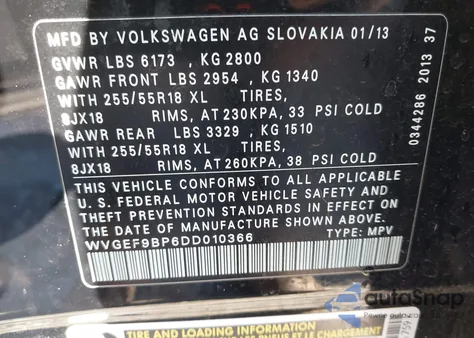 MFD BY VOLKSWAGEN AG SLOVAKIA 01/13
GVWR LBS 6173 , KG 2800
GAWR FRONT LBS 2954 , KG 1340
WITH 255/55R18 XL TIRES,
8JX18 RIMS, AT 230KPA, 33 PSI COLD
GAWR REAR LBS 3329 , KG 1510
WITH 255/55R18 XL TIRES,
8JX18 RIMS, AT 260KPA, 38 PSI COLD
THIS VEHICLE CONFORMS TO ALL APPLICABLE
U. S. FEDERAL MOTOR VEHICLE SAFETY AND
THEFT PREVENTION STANDARDS IN EFFECT ON
THE DATE OF MANUFACTURE SHOWN ABOVE.
WVGEF9BP6DD010366 TYPE: MPV
0344286 2013 37
autoSnap
TIRE AND LOADING INFORMATION